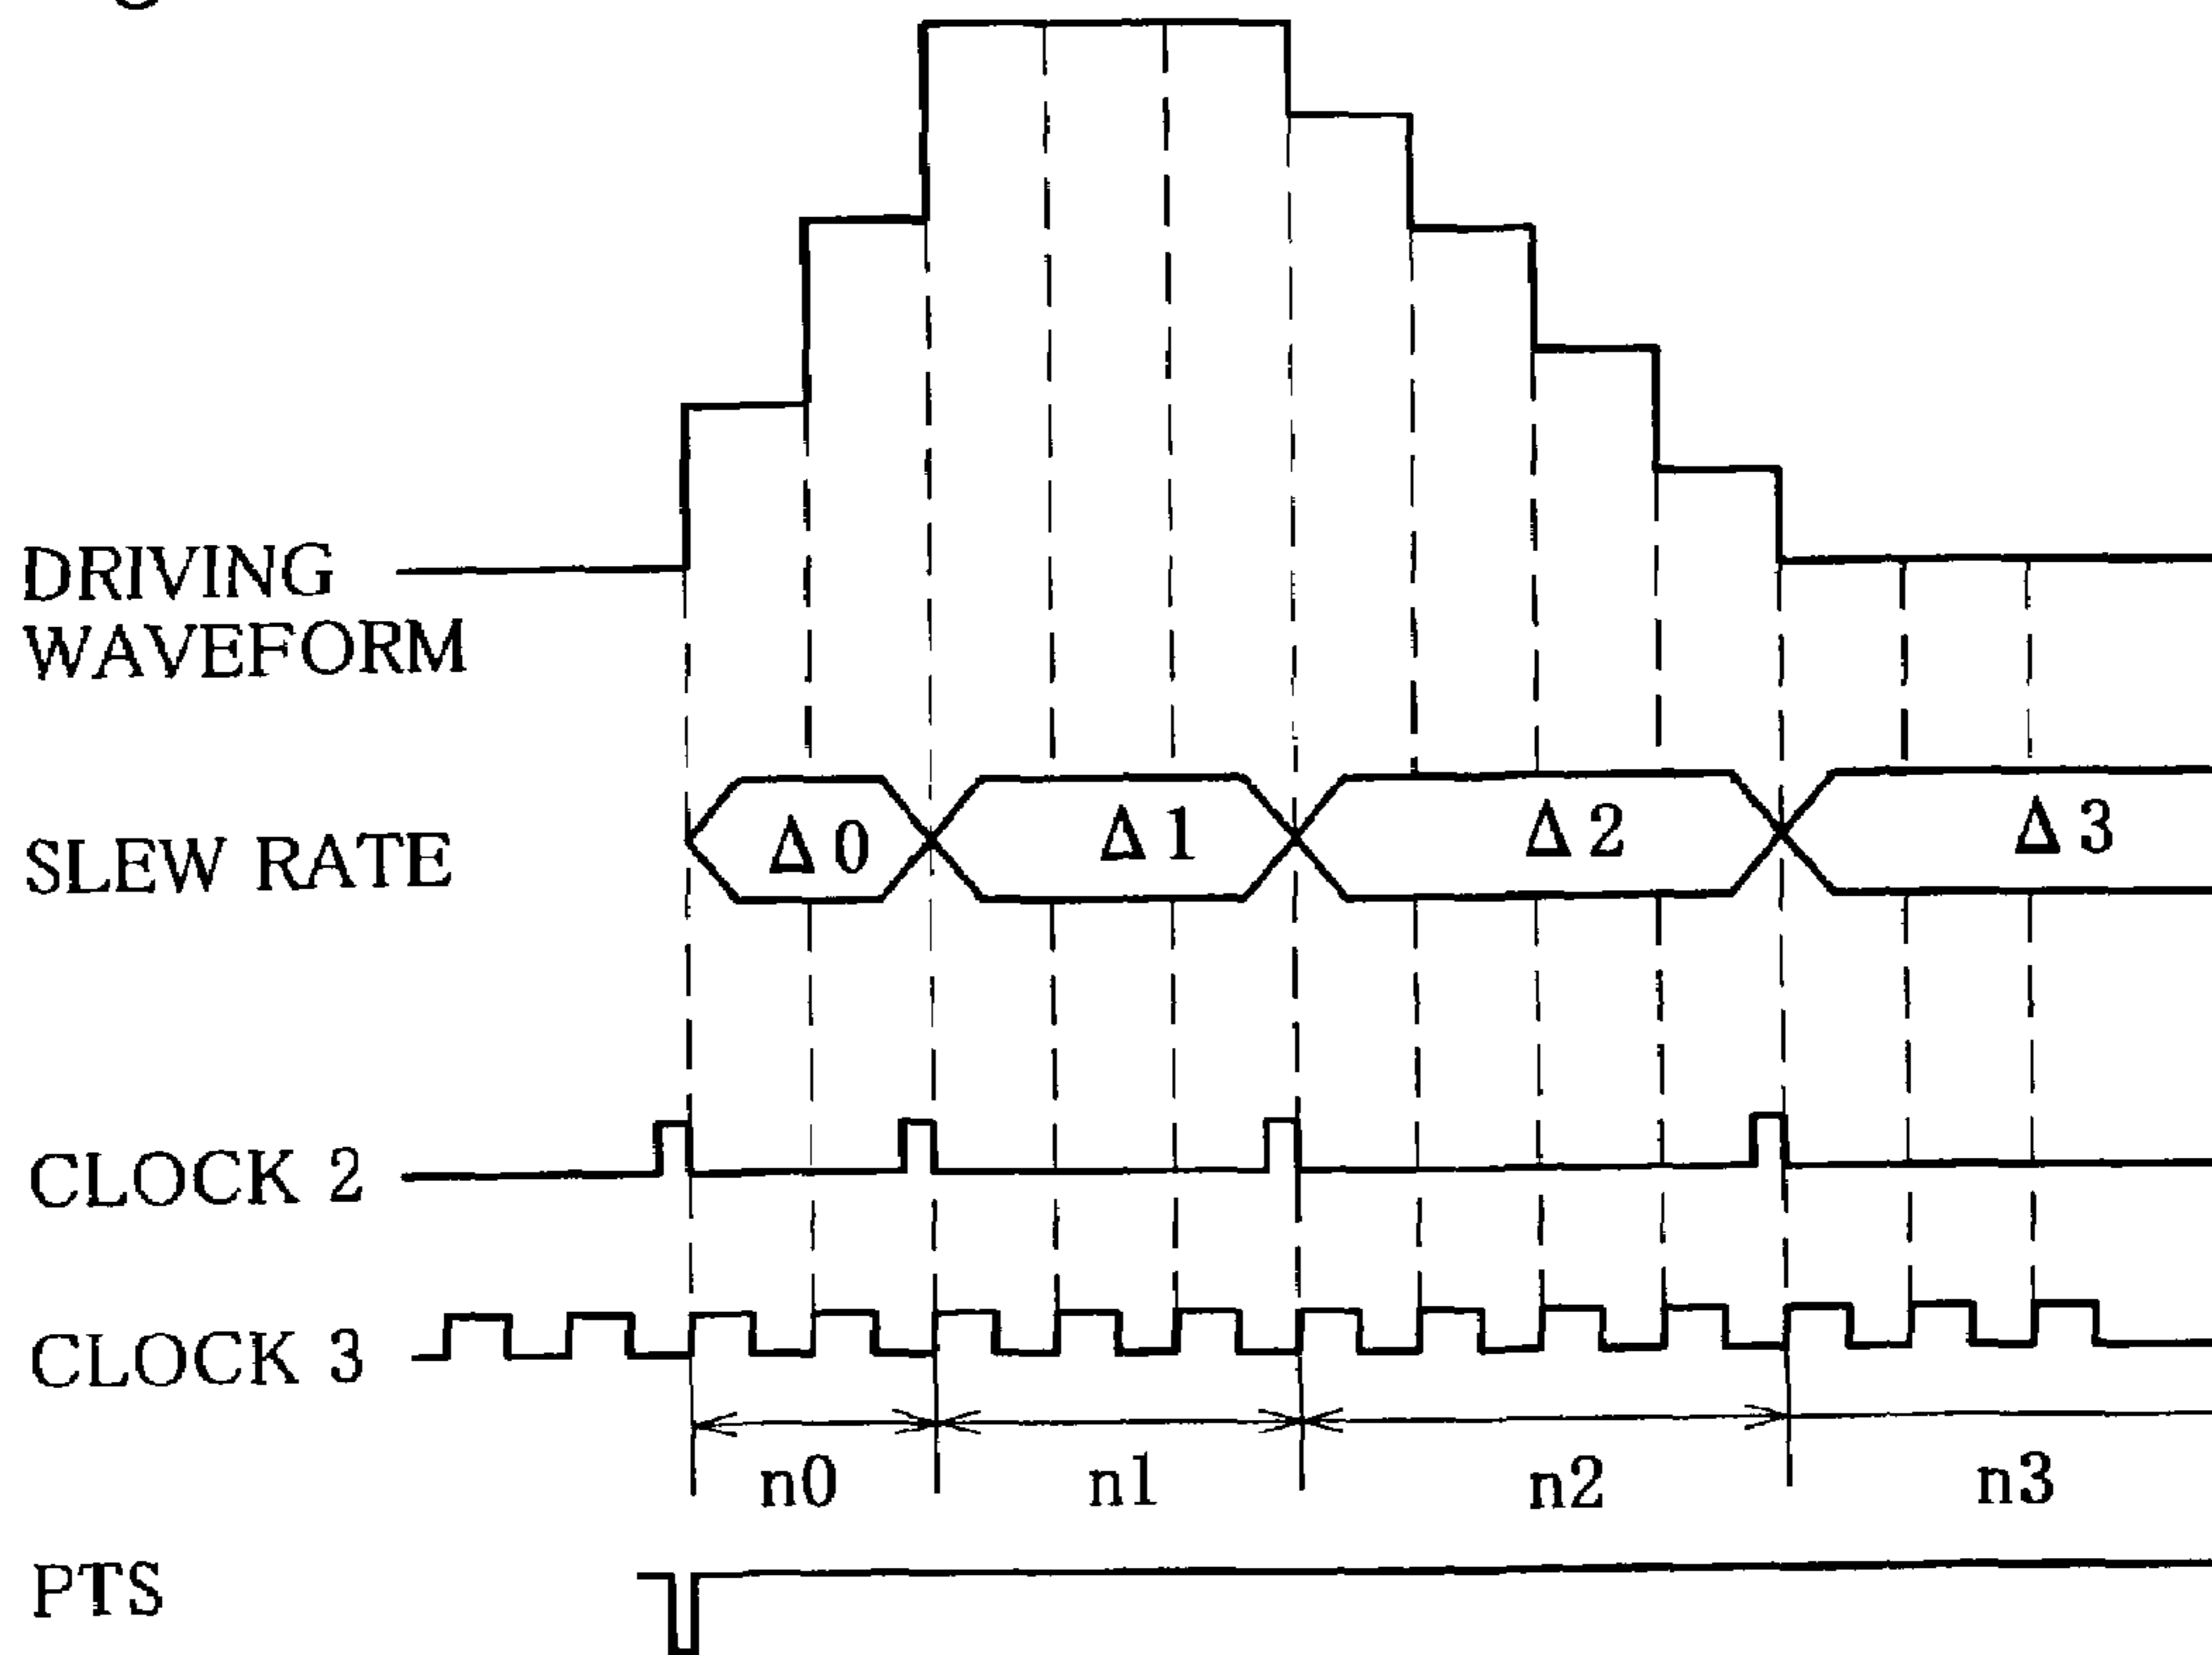 DRIVING
WAVEFORM
SLEW RATE
Δ0
Δ1
Δ2
Δ3
CLOCK 2
CLOCK 3
n0
n1
n2
n3
PTS